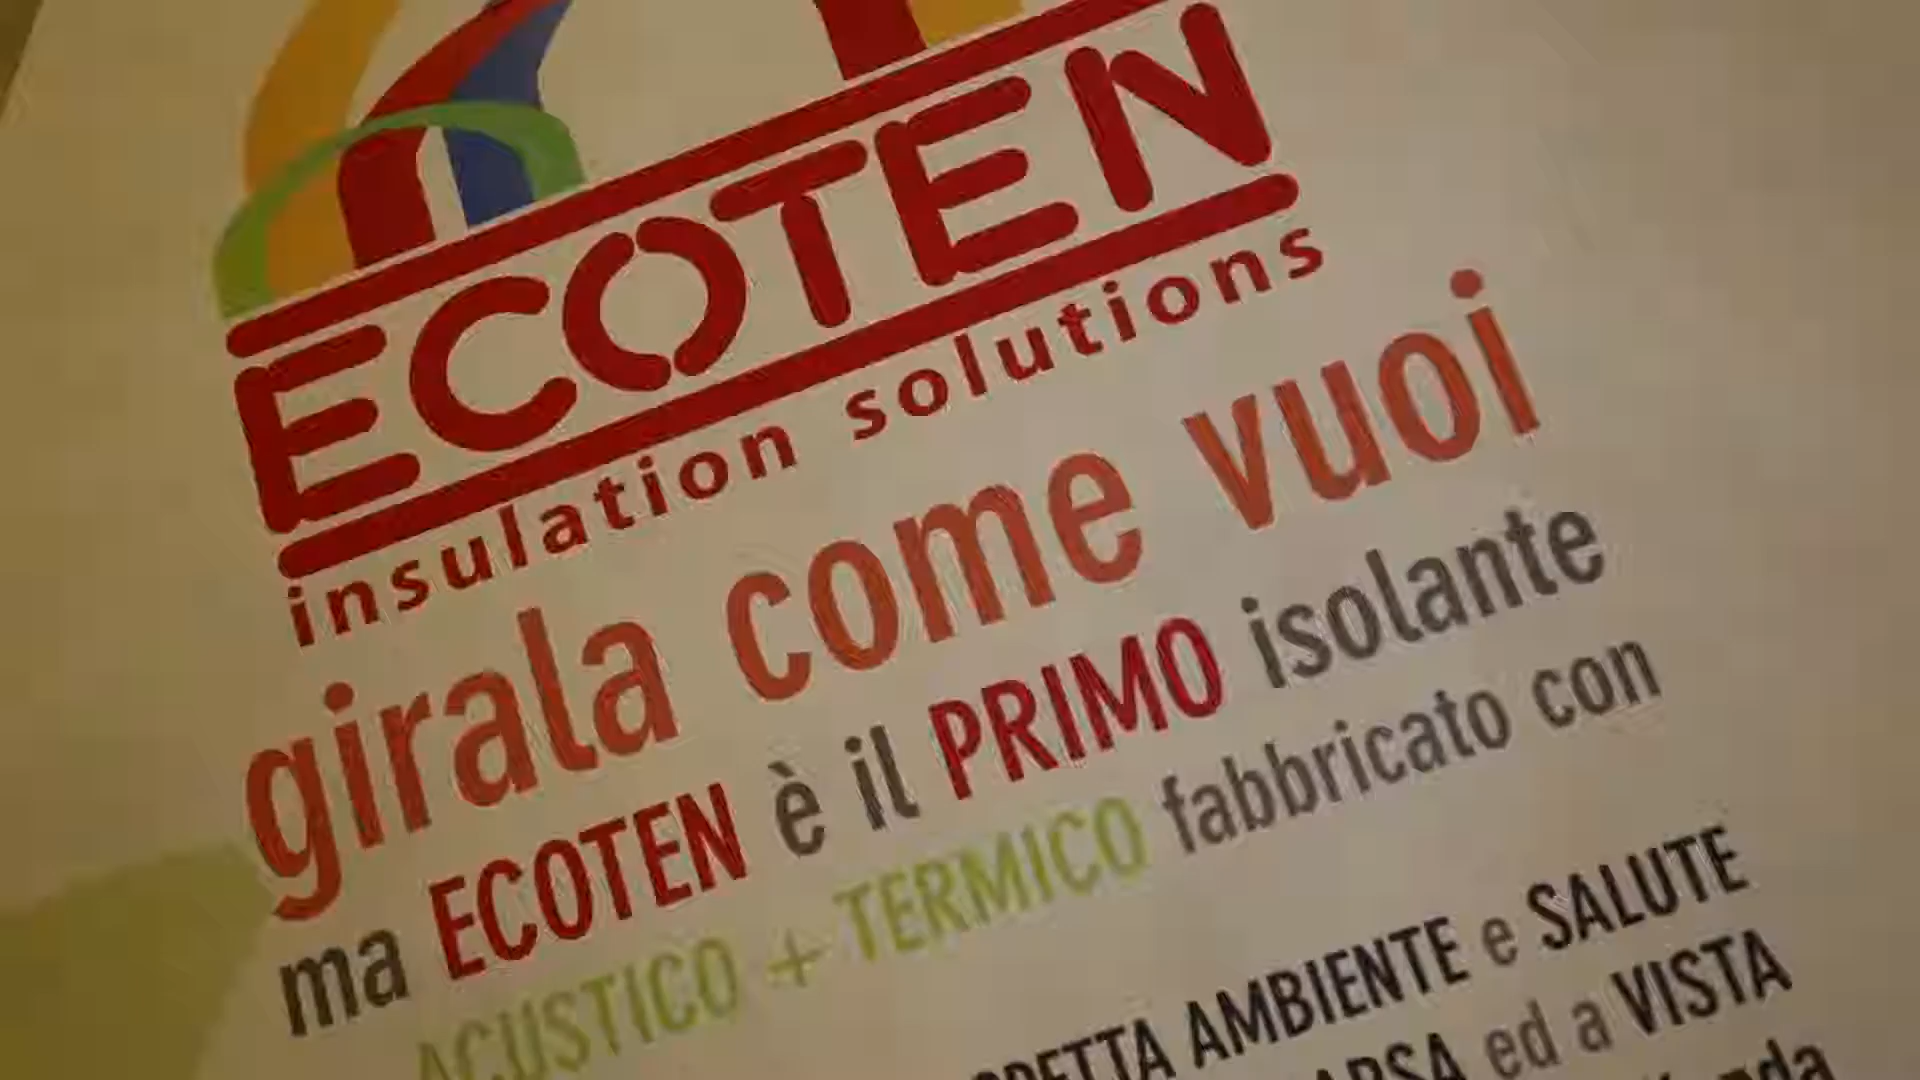 ECOTEN
insulation solutions
girala come vuoi
ma ECOTEN è il PRIMO isolante
ACUSTICO + TERMICO fabbricato con
AMBIENTE e SALUTE
ed a VISTA